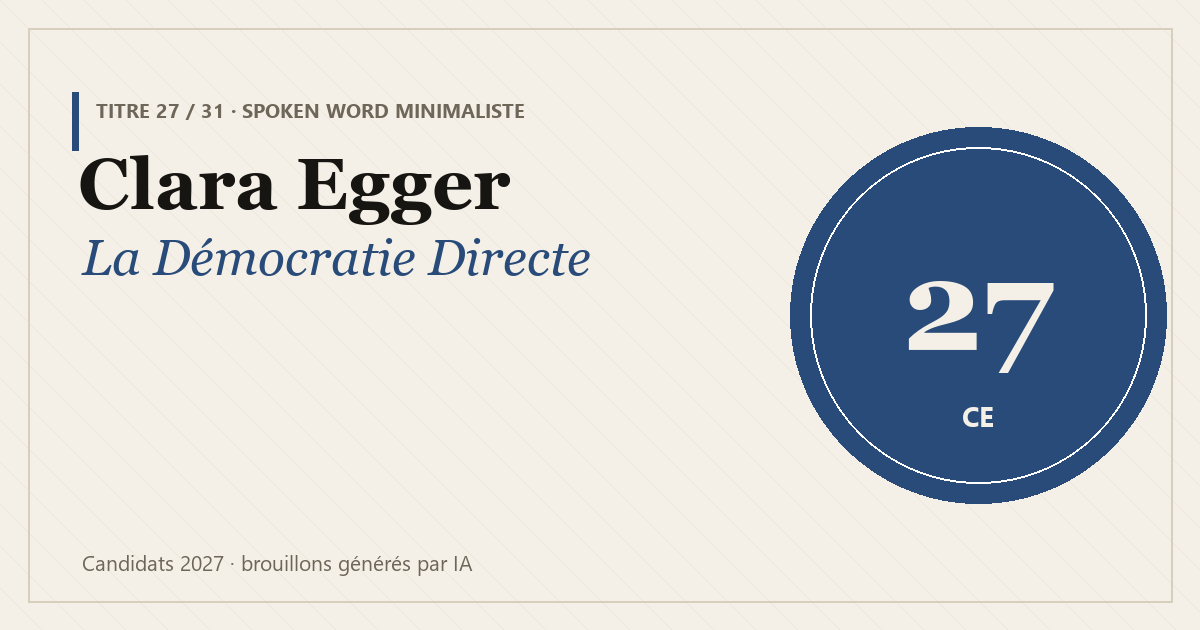 TITRE 27 / 31 · SPOKEN WORD MINIMALISTE
Clara Egger
La Démocratie Directe
27
CE
Candidats 2027 · brouillons générés par IA